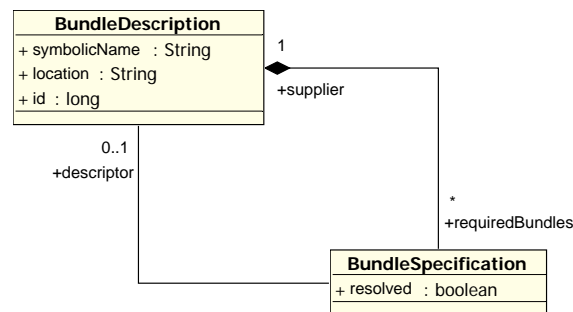 BundleDescription
+ symbolicName : String
+ location : String
+ id : long
1
+supplier
0..1
+descriptor
*
+requiredBundles
BundleSpecification
+ resolved : boolean